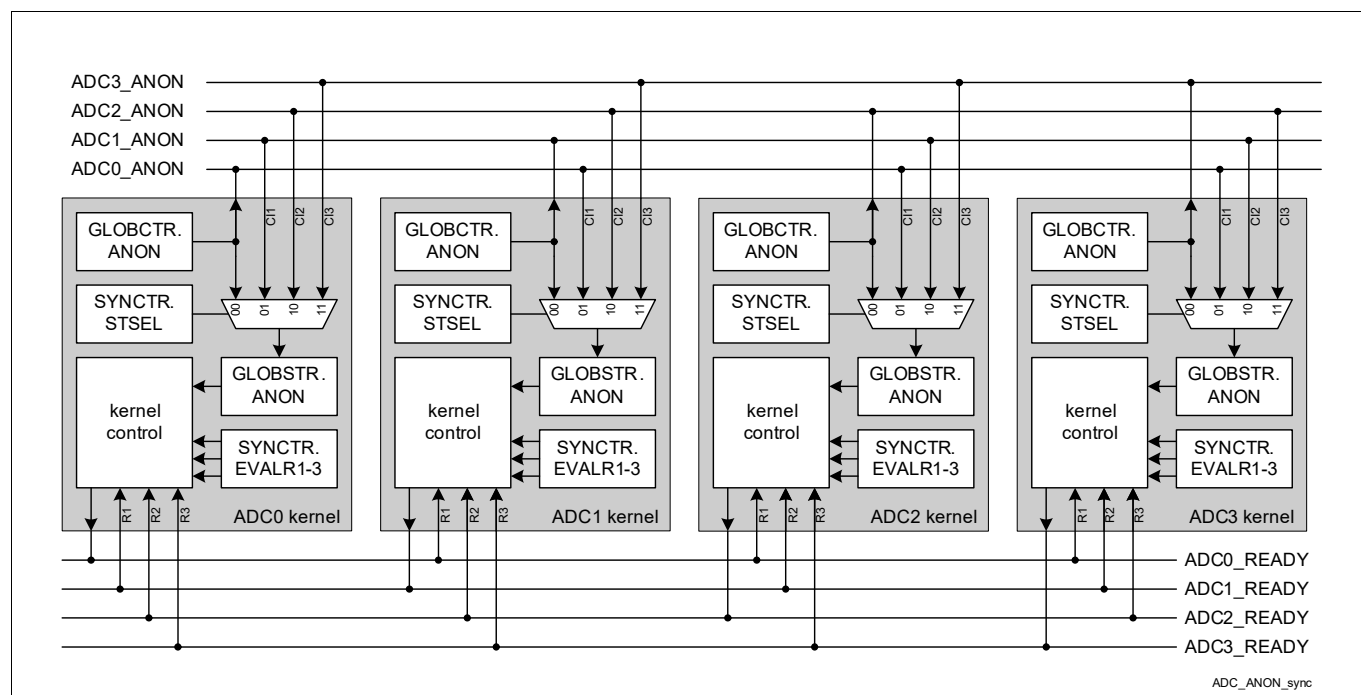 ADC3_ANON
ADC2_ANON
ADC1_ANON
ADC0_ANON
CI1
CI2
CI3
GLOBCTR.
ANON
SYNCTR.
STSEL
00
01
10
11
GLOBSTR.
ANON
kernel
control
SYNCTR.
EVALR1-3
R1
R2
R3
ADC0 kernel
CI1
CI2
CI3
GLOBCTR.
ANON
SYNCTR.
STSEL
00
01
10
11
GLOBSTR.
ANON
kernel
control
SYNCTR.
EVALR1-3
R1
R2
R3
ADC1 kernel
CI1
CI2
CI3
GLOBCTR.
ANON
SYNCTR.
STSEL
00
01
10
11
GLOBSTR.
ANON
kernel
control
SYNCTR.
EVALR1-3
R1
R2
R3
ADC2 kernel
CI1
CI2
CI3
GLOBCTR.
ANON
SYNCTR.
STSEL
00
01
10
11
GLOBSTR.
ANON
kernel
control
SYNCTR.
EVALR1-3
R1
R2
R3
ADC3 kernel
ADC0_READY
ADC1_READY
ADC2_READY
ADC3_READY
ADC_ANON_sync